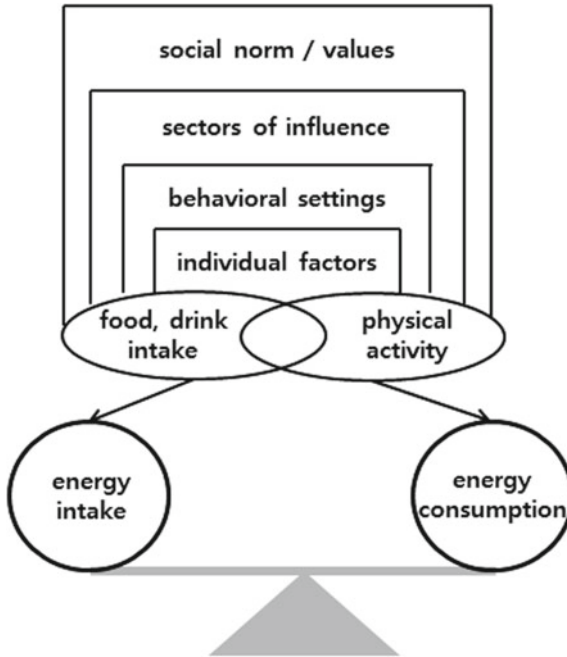 social norm / values
sectors of influence
behavioral settings
individual factors
food, drink
intake
physical
activity
energy
intake
energy
consumption